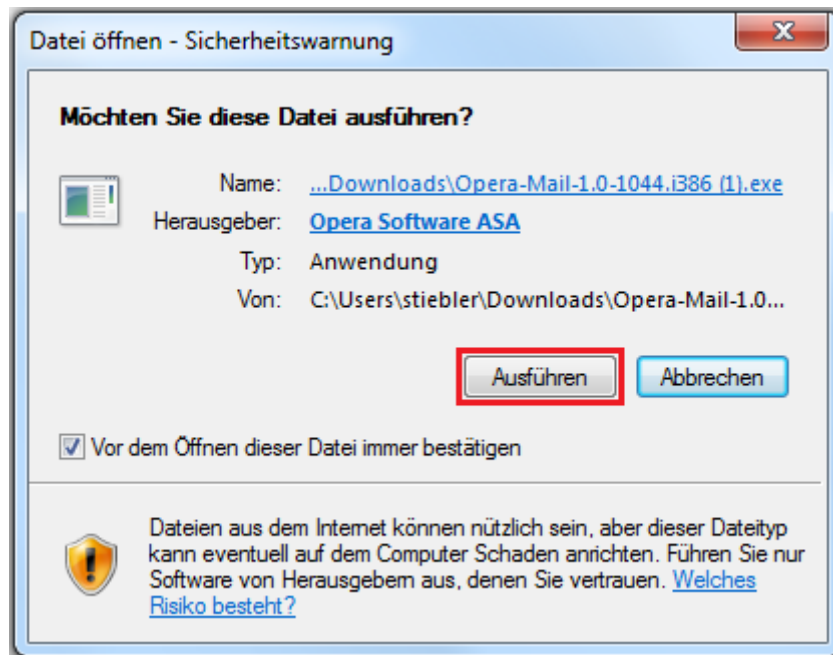 Datei öffnen - Sicherheitswarnung
Möchten Sie diese Datei ausführen?
Name: ...Downloads\Opera-Mail-1.0-1044.i386 (1).exe
Herausgeber: Opera Software ASA
Typ: Anwendung
Von: C:\Users\stiebler\Downloads\Opera-Mail-1.0...
Ausführen Abbrechen
Vor dem Öffnen dieser Datei immer bestätigen
Dateien aus dem Internet können nützlich sein, aber dieser Dateityp
kann eventuell auf dem Computer Schaden anrichten. Führen Sie nur
Software von Herausgebern aus, denen Sie vertrauen. Welches
Risiko besteht?